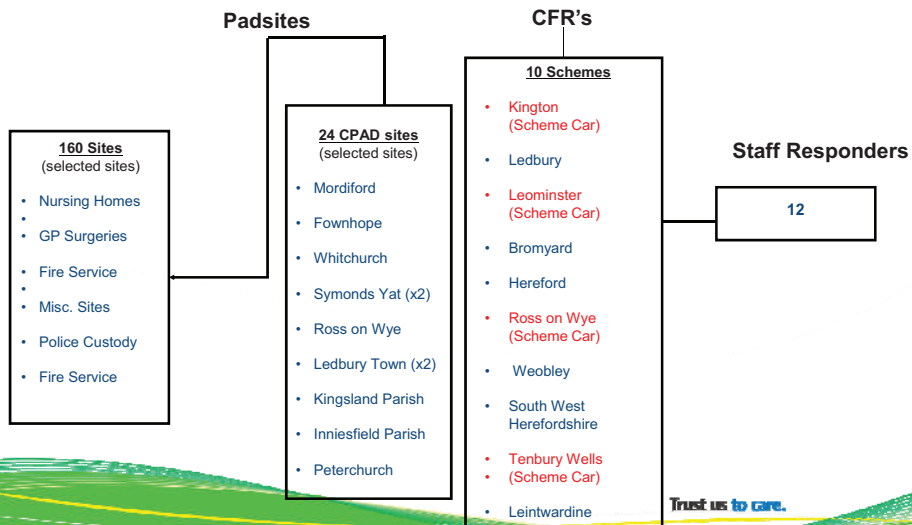 Padsites
CFR's
160 Sites
(selected sites)
• Nursing Homes
•
• GP Surgeries
• Fire Service
•
• Misc. Sites
• Police Custody
• Fire Service
24 CPAD sites
(selected sites)
• Mordiford
• Fownhope
• Whitchurch
• Symonds Yat (x2)
• Ross on Wye
• Ledbury Town (x2)
• Kingsland Parish
• Inniesfield Parish
• Peterchurch
10 Schemes
• Kington
(Scheme Car)
• Ledbury
• Leominster
(Scheme Car)
• Bromyard
• Hereford
• Ross on Wye
(Scheme Car)
• Weobley
• South West
Herefordshire
• Tenbury Wells
• (Scheme Car)
• Leintwardine
Staff Responders
12
Trust us to care.